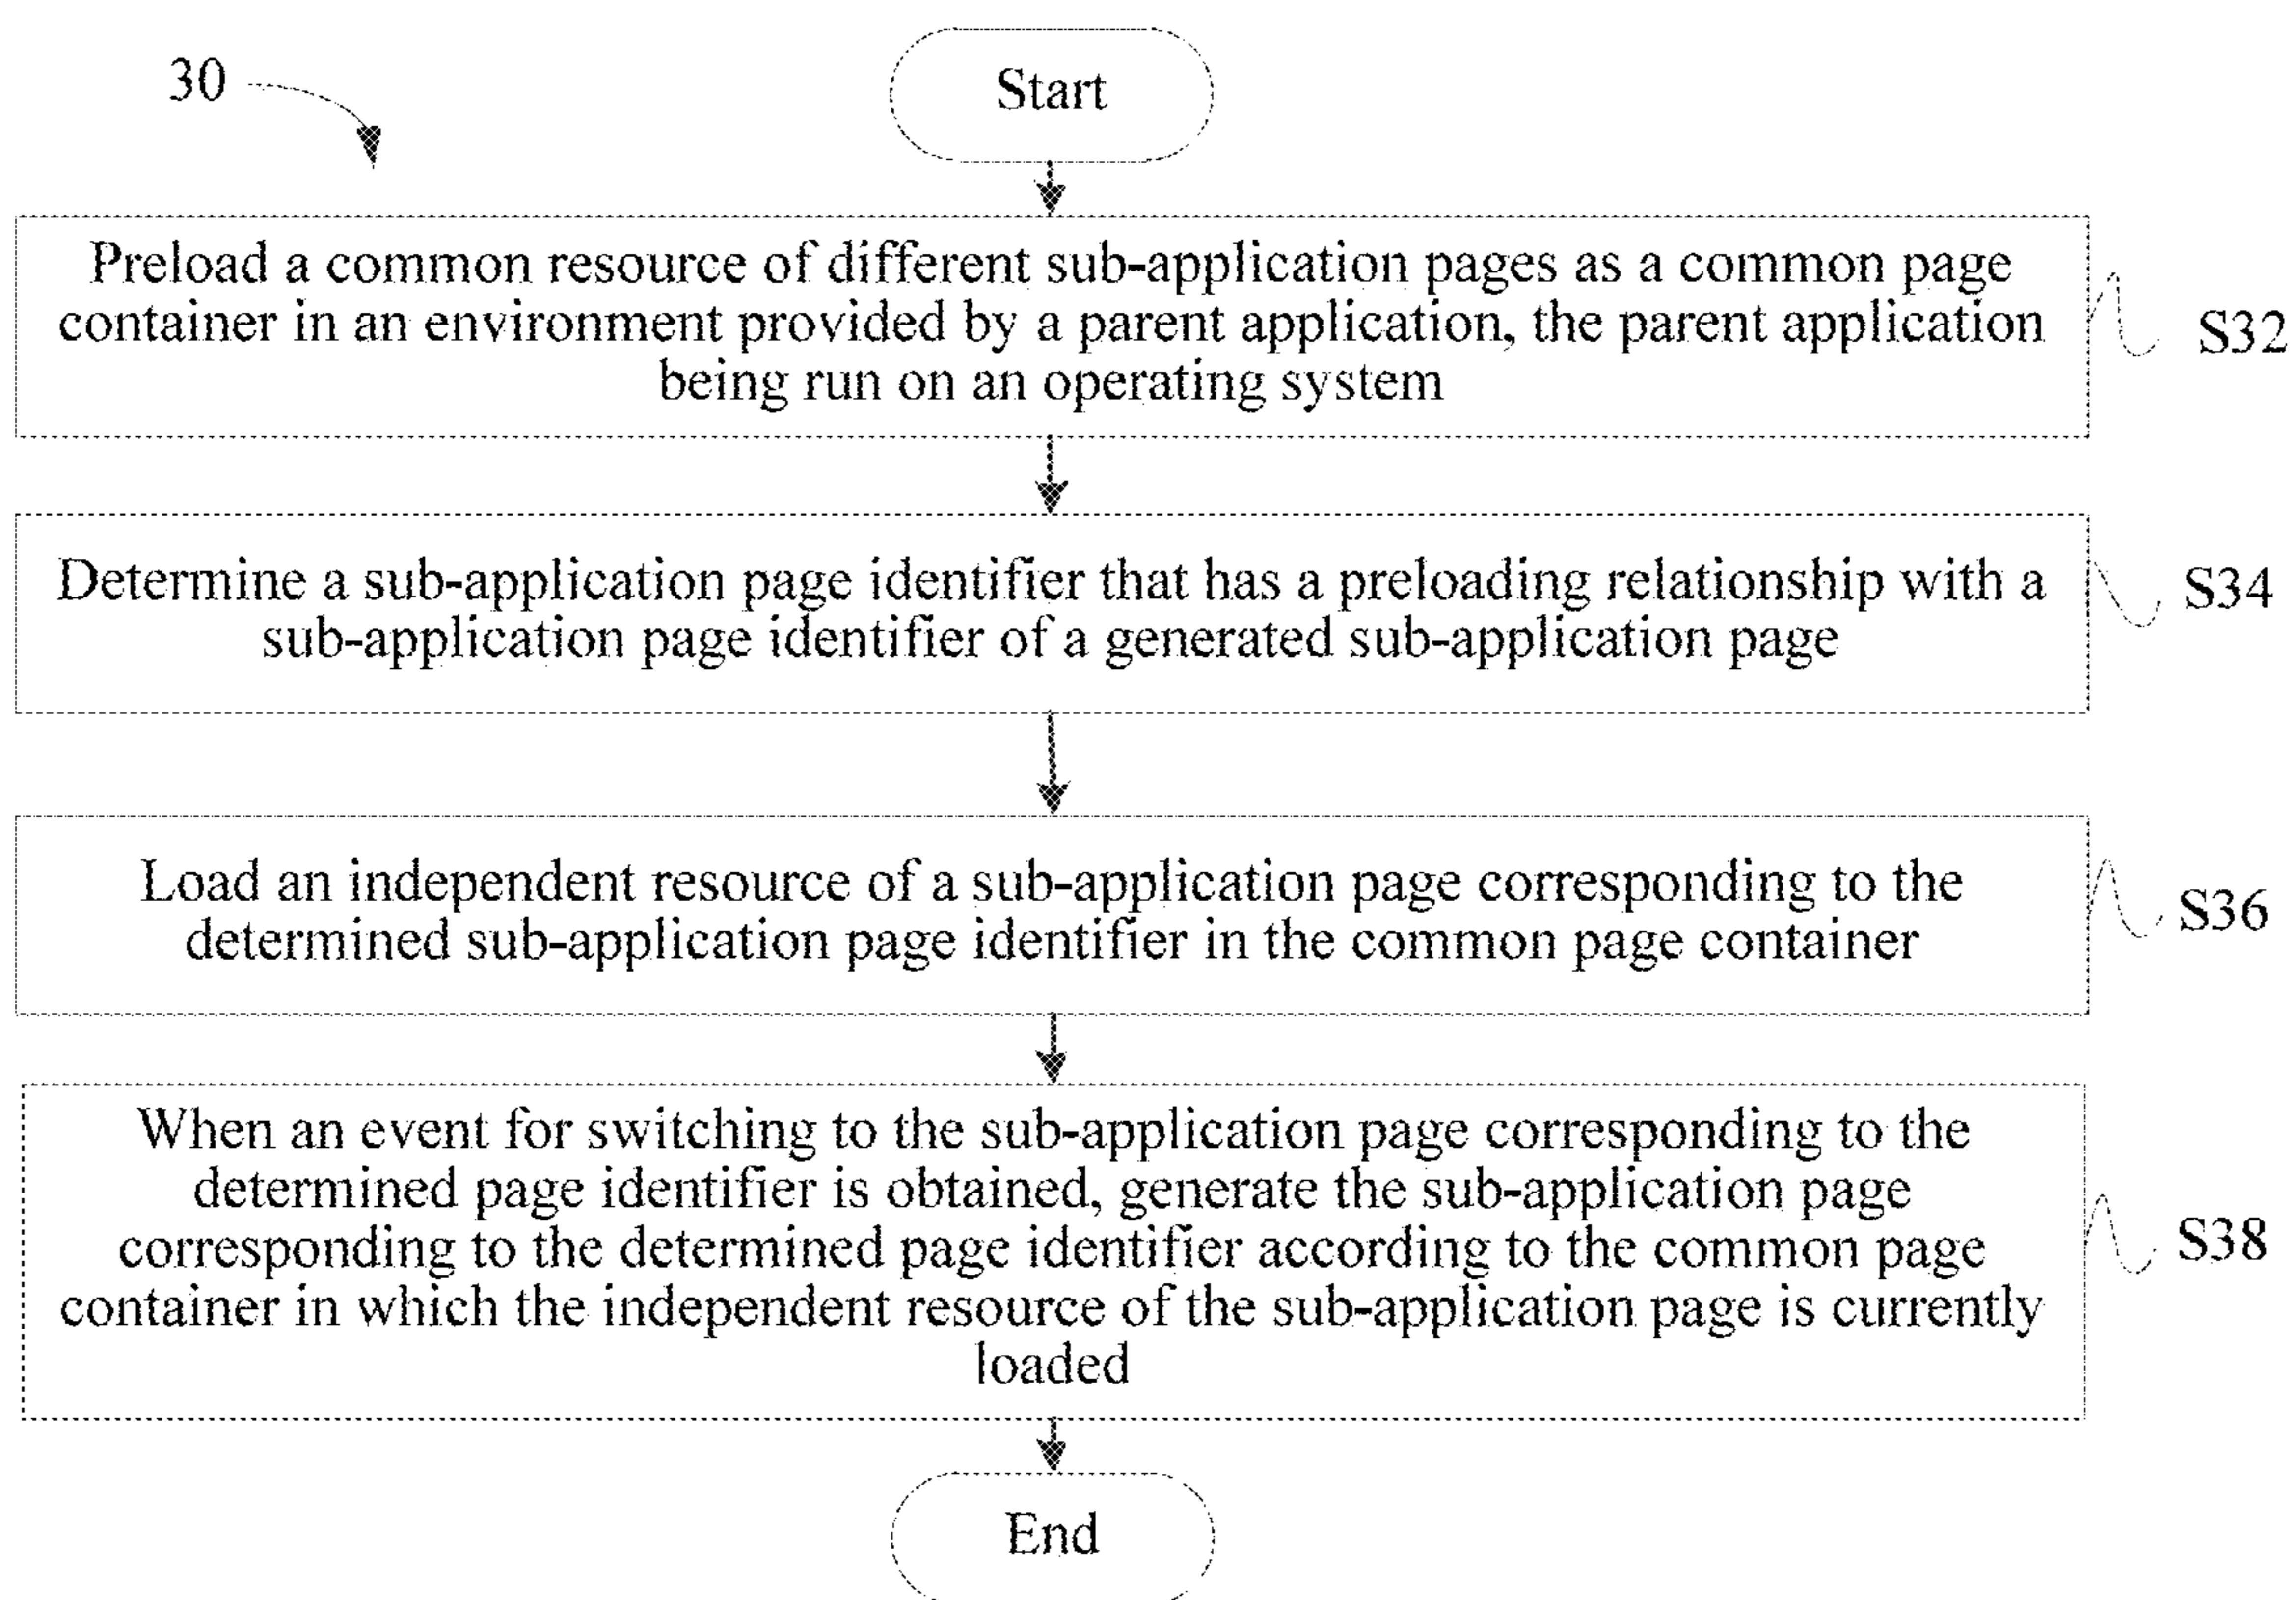 30
Start
Preload a common resource of different sub-application pages as a common page
container in an environment provided by a parent application, the parent application
being run on an operating system
S32
Determine a sub-application page identifier that has a preloading relationship with a
sub-application page identifier of a generated sub-application page
S34
Load an independent resource of a sub-application page corresponding to the
determined sub-application page identifier in the common page container
S36
When an event for switching to the sub-application page corresponding to the
determined page identifier is obtained, generate the sub-application page
corresponding to the determined page identifier according to the common page
container in which the independent resource of the sub-application page is currently
loaded
S38
End